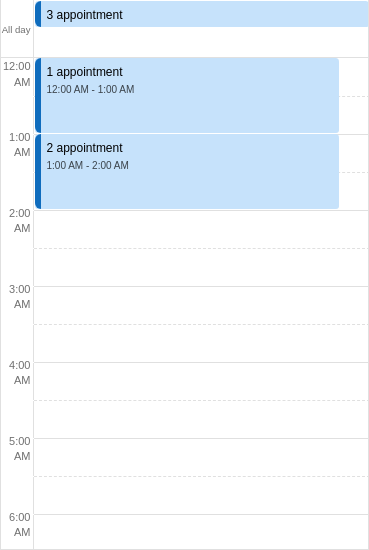 3 appointment
All day
12:00
AM
1 appointment
12:00 AM - 1:00 AM
1:00
AM
2 appointment
1:00 AM - 2:00 AM
2:00
AM
3:00
AM
4:00
AM
5:00
AM
6:00
AM